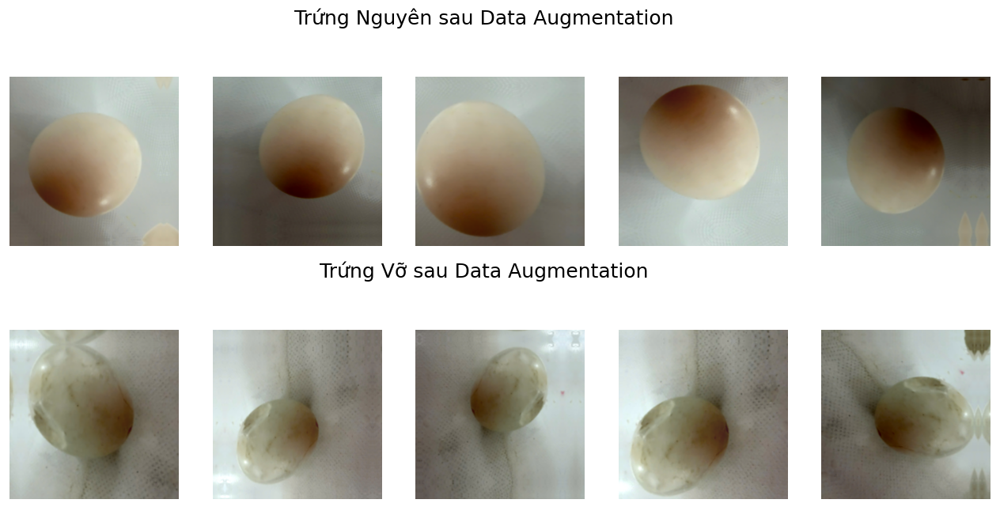 Trứng Nguyên sau Data Augmentation
Trứng Vỡ sau Data Augmentation